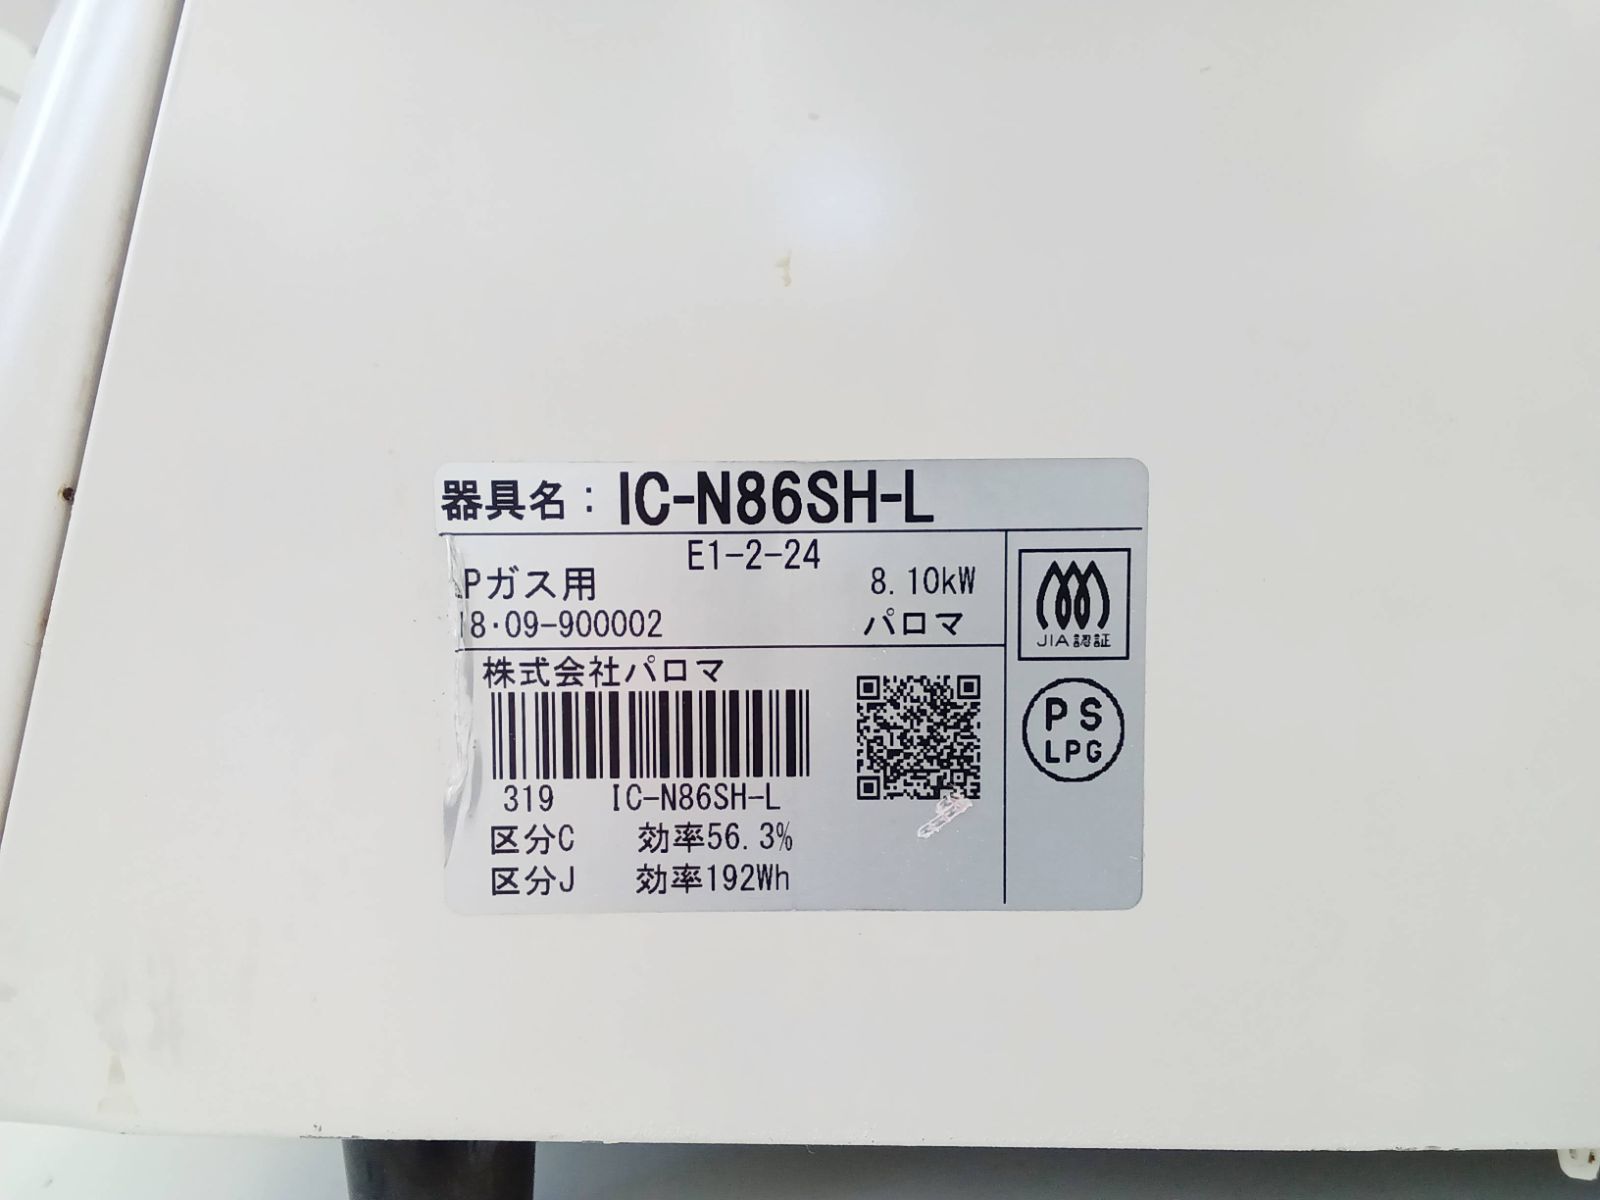 器具名：IC-N86SH-L
E1-2-24
LPガス用 8.10kW
18・09-900002 パロマ
株式会社パロマ
319 IC-N86SH-L
区分C 効率56.3%
区分J 効率192Wh
JIA認証
PS
LPG